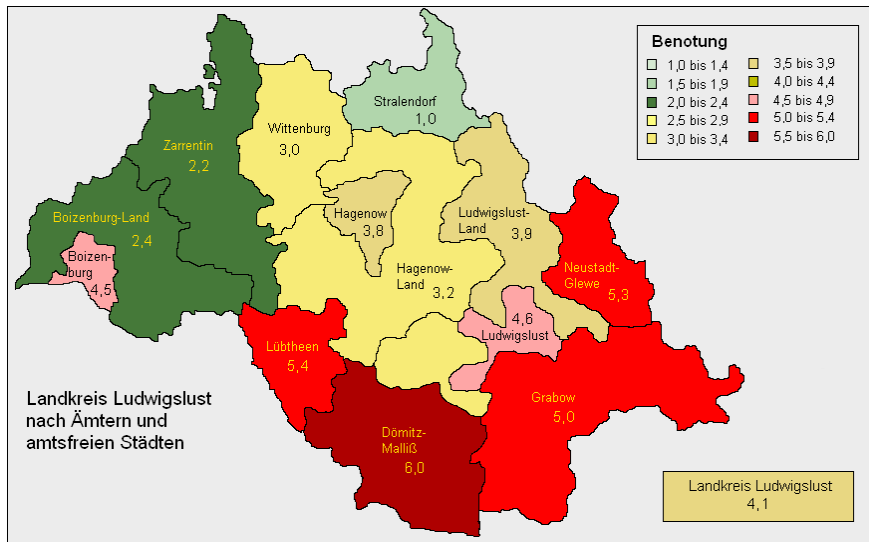 Benotung
1,0 bis 1,4
1,5 bis 1,9
2,0 bis 2,4
2,5 bis 2,9
3,0 bis 3,4
3,5 bis 3,9
4,0 bis 4,4
4,5 bis 4,9
5,0 bis 5,4
5,5 bis 6,0
Stralendorf
1,0
Wittenburg
3,0
Zarrentin
2,2
Boizenburg-Land
2,4
Boizen-
burg
4,5
Hagenow
3,8
Ludwigslust-
Land
3,9
Hagenow-
Land
3,2
Neustadt-
Glewe
5,3
4,6
Ludwigslust
Lübtheen
5,4
Grabow
5,0
Dömitz-
Malliß
6,0
Landkreis Ludwigslust
nach Ämtern und
amtsfreien Städten
Landkreis Ludwigslust
4,1